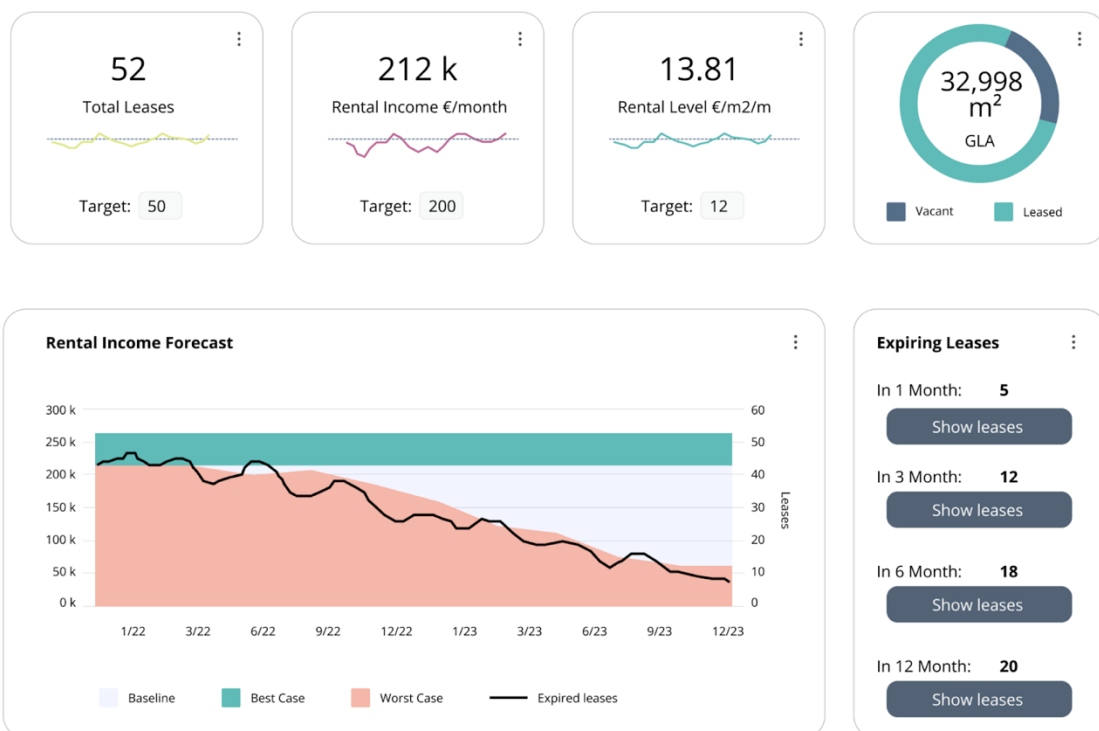 52
Total Leases
Target: 50
212 k
Rental Income €/month
Target: 200
13.81
Rental Level €/m2/m
Target: 12
32,998
m²
GLA
Vacant
Leased
Rental Income Forecast
300 k
250 k
200 k
150 k
100 k
50 k
0 k
60
50
40
30
20
10
0
Leases
1/22
3/22
6/22
9/22
12/22
1/23
3/23
6/23
9/23
12/23
Baseline
Best Case
Worst Case
Expired leases
Expiring Leases
In 1 Month: 5
Show leases
In 3 Month: 12
Show leases
In 6 Month: 18
Show leases
In 12 Month: 20
Show leases